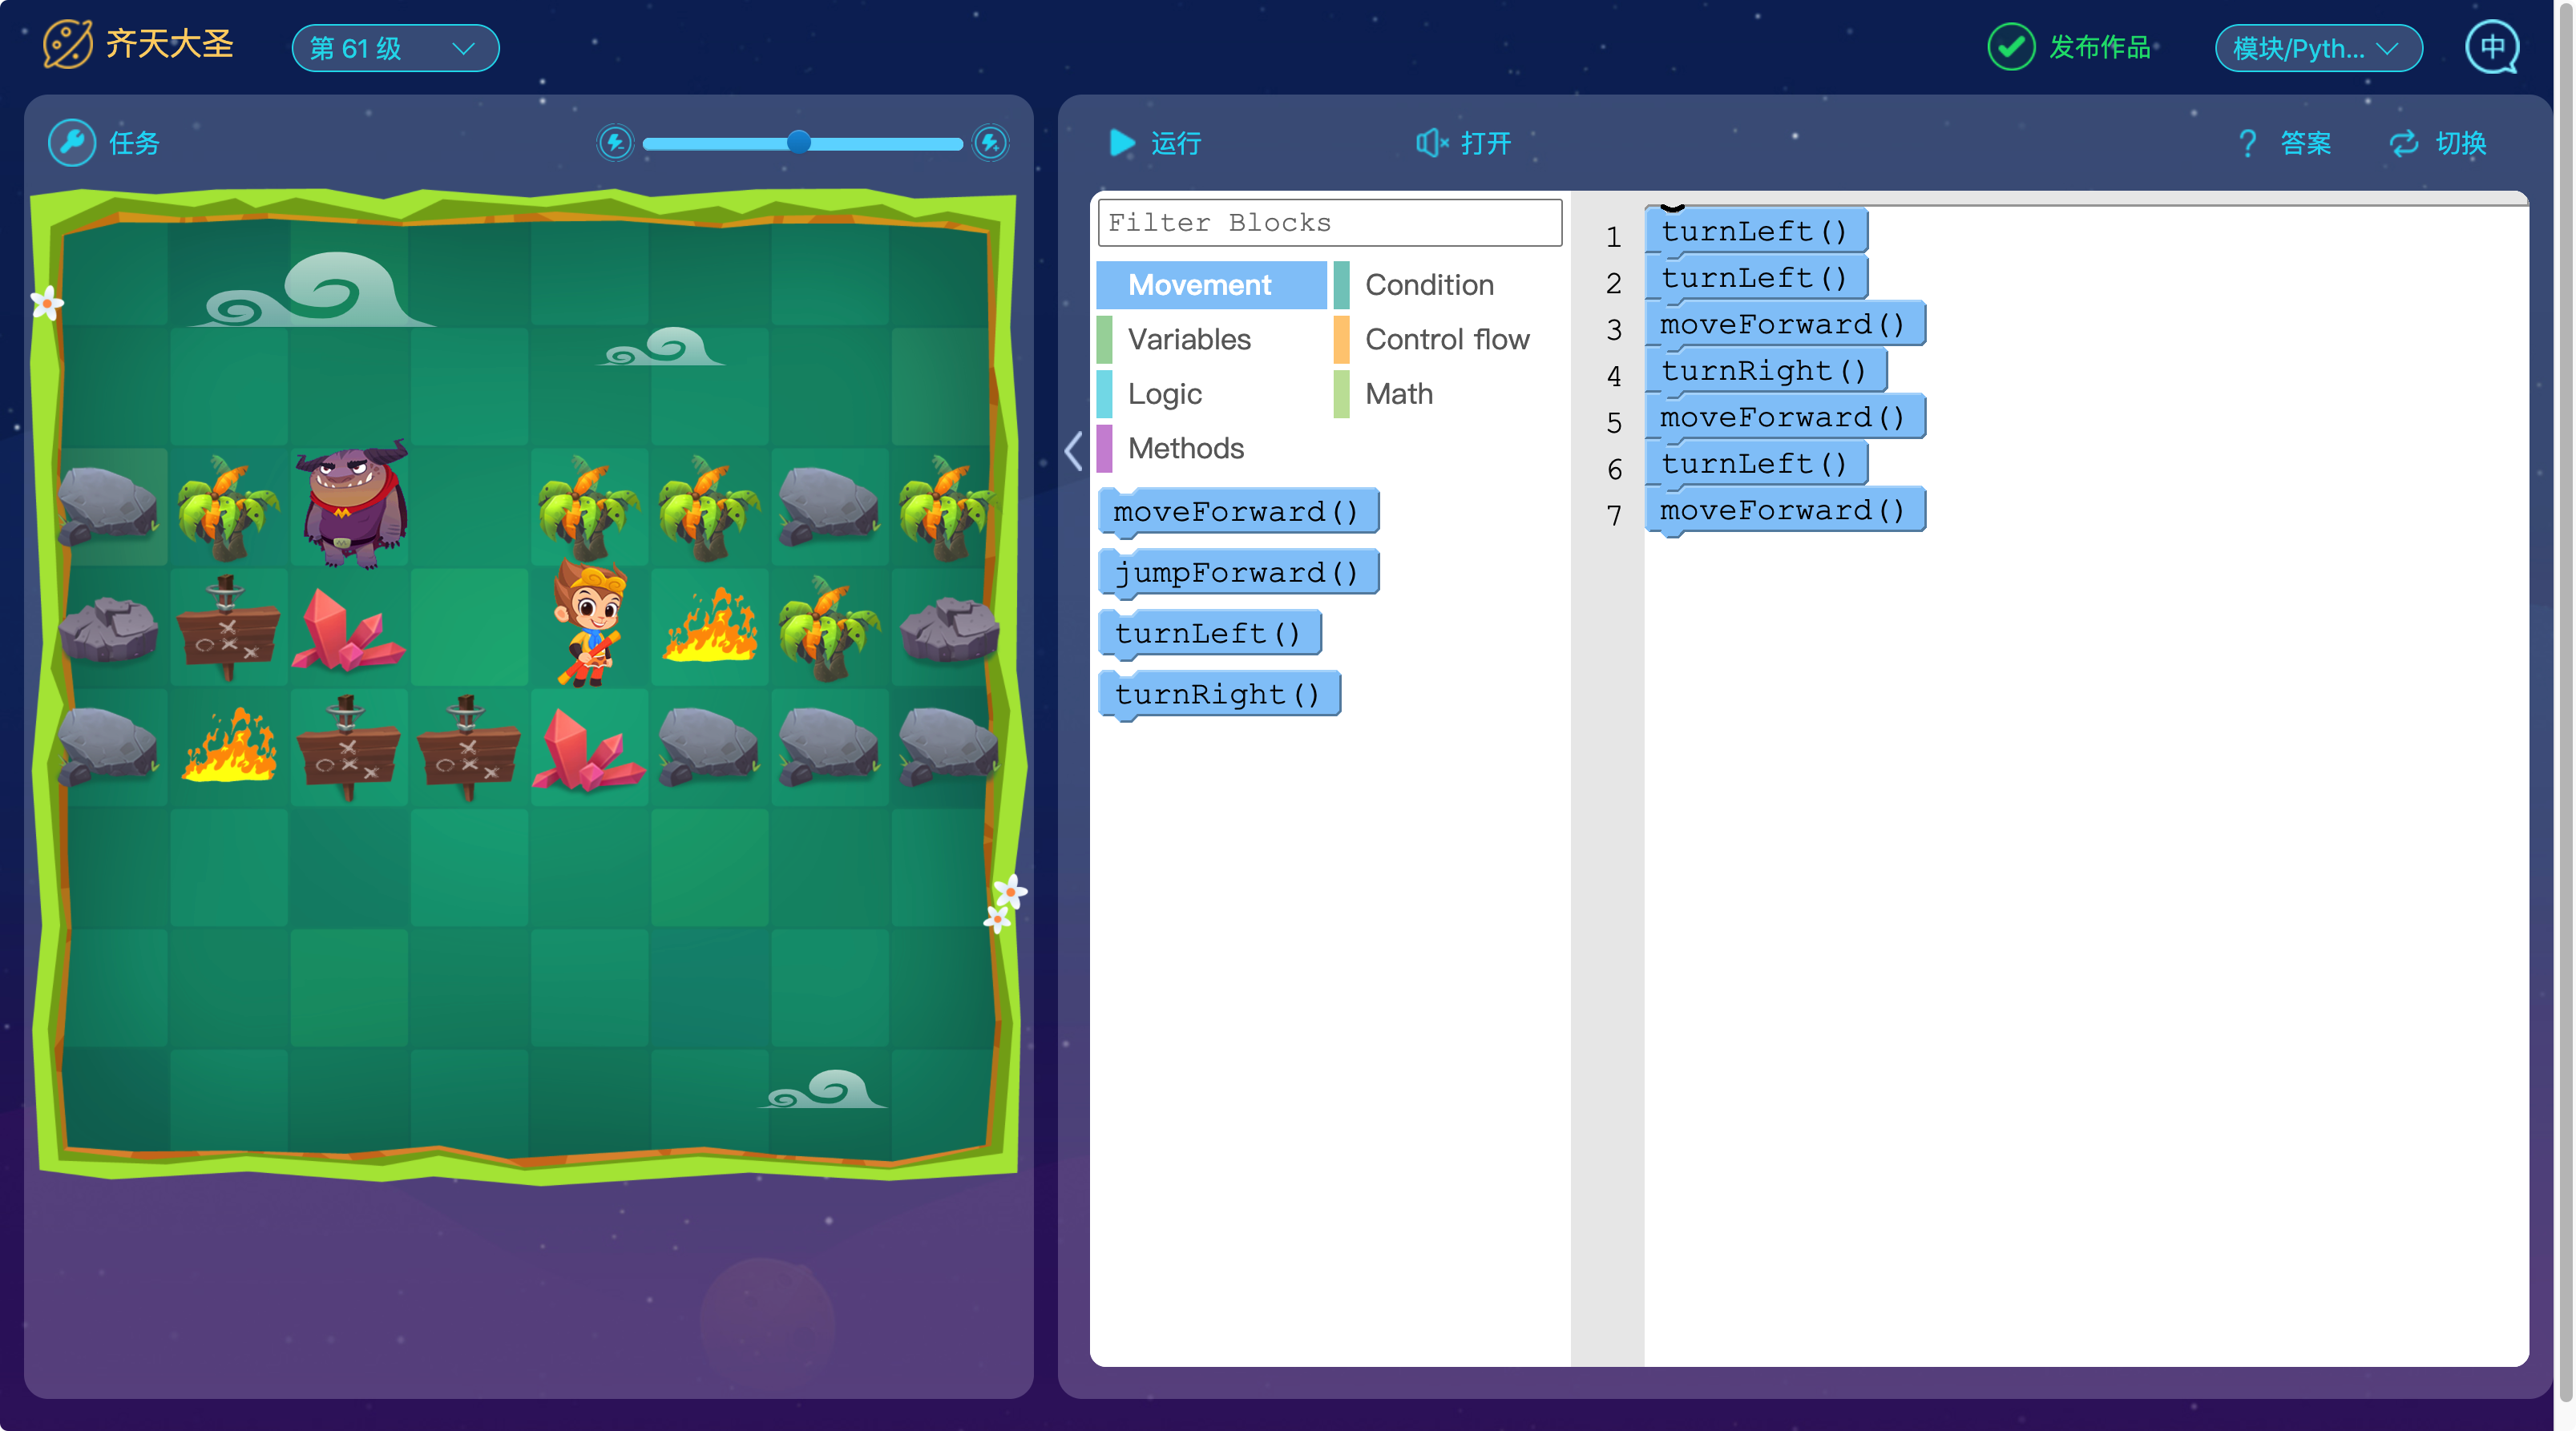 齐天大圣
第 61 级
发布作品
模块/Pyth...
中
任务
运行
打开
? 答案
切换
Filter Blocks
Movement
Condition
Variables
Control flow
Logic
Math
Methods
moveForward()
jumpForward()
turnLeft()
turnRight()
1 turnLeft()
2 turnLeft()
3 moveForward()
4 turnRight()
5 moveForward()
6 turnLeft()
7 moveForward()